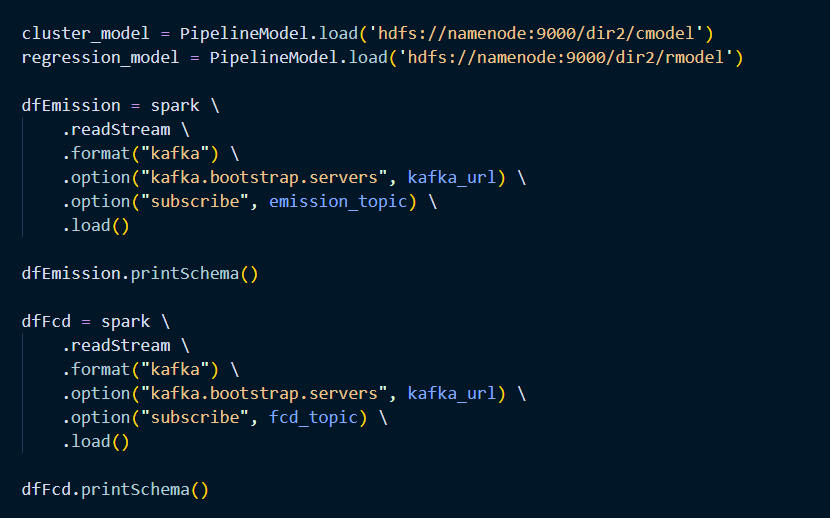 cluster_model = PipelineModel.load('hdfs://namenode:9000/dir2/cmodel')
regression_model = PipelineModel.load('hdfs://namenode:9000/dir2/rmodel')
dfEmission = spark \
.readStream \
.format("kafka") \
.option("kafka.bootstrap.servers", kafka_url) \
.option("subscribe", emission_topic) \
.load()
dfEmission.printSchema()
dfFcd = spark \
.readStream \
.format("kafka") \
.option("kafka.bootstrap.servers", kafka_url) \
.option("subscribe", fcd_topic) \
.load()
dfFcd.printSchema()